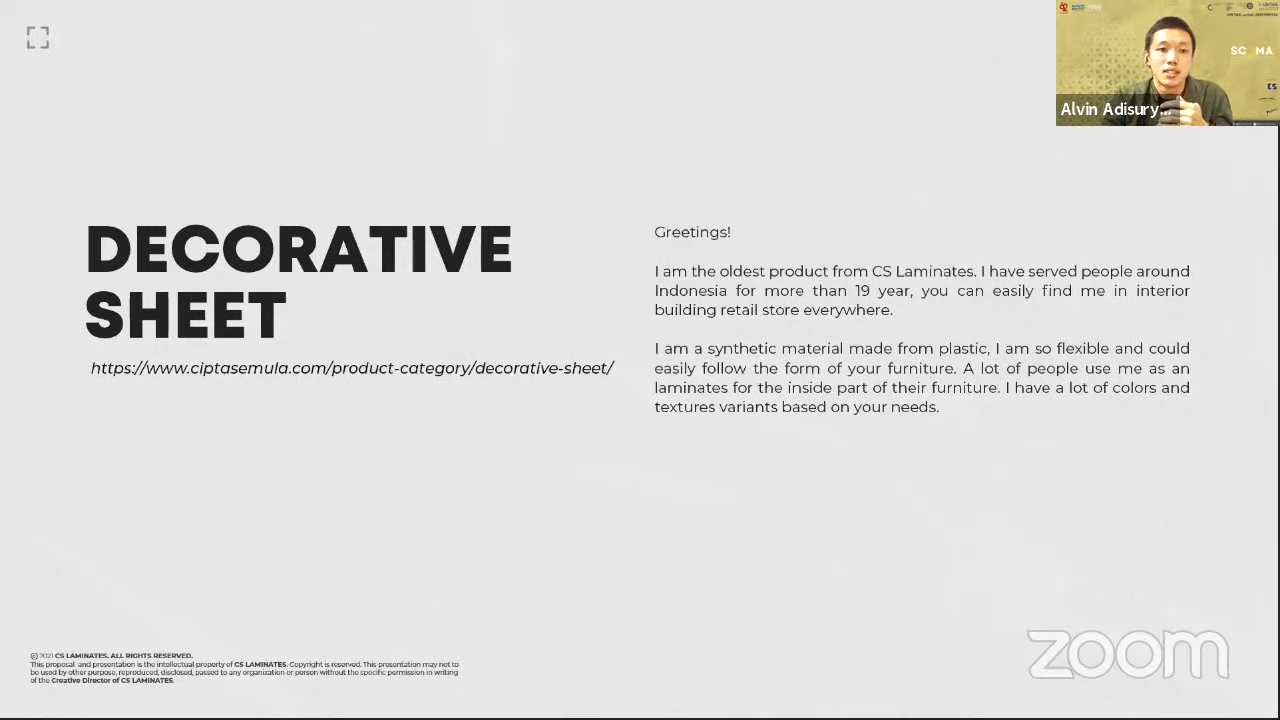 SC MA
CS
Alvin Adisury...
DECORATIVE
SHEET
https://www.ciptasemula.com/product-category/decorative-sheet/
Greetings!
I am the oldest product from CS Laminates. I have served people around
Indonesia for more than 19 year, you can easily find me in interior
building retail store everywhere.
I am a synthetic material made from plastic, I am so flexible and could
easily follow the form of your furniture. A lot of people use me as an
laminates for the inside part of their furniture. I have a lot of colors and
textures variants based on your needs.
© 2021 CS LAMINATES. ALL RIGHTS RESERVED.
This proposal and presentation is the intellectual property of CS LAMINATES. Copyright is reserved. This presentation may not to
be used by other purpose, reproduced, disclosed, passed to any organization or person without the specific permission in writing
of the Creative Director of CS LAMINATES.
zoom